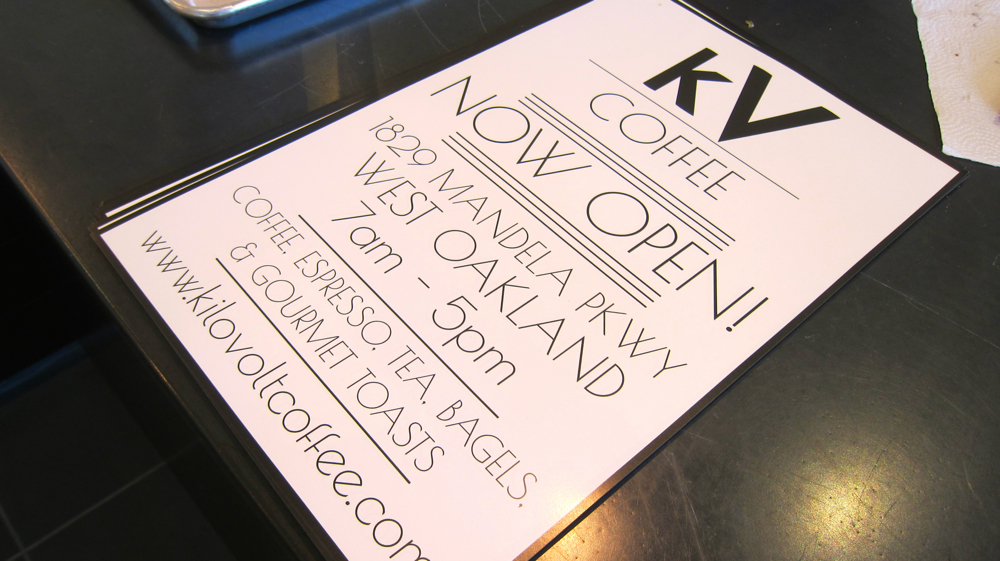 kV
COFFEE
NOW OPEN!
1829 MANDELA PKWY
WEST OAKLAND
7am - 5pm
COFFEE, ESPRESSO, TEA, BAGELS,
& GOURMET TOASTS
www.kilovoltcoffee.com